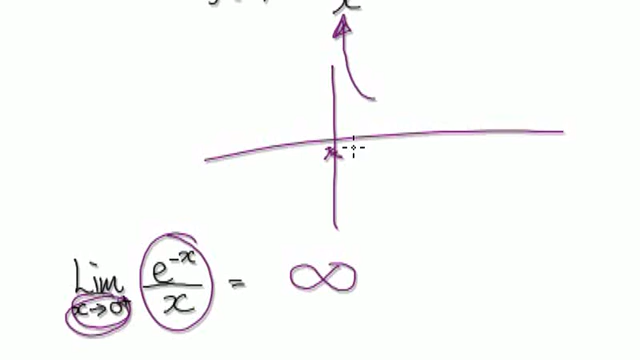 x
x
Lim e^{-x}/x = ∞
x→0⁺